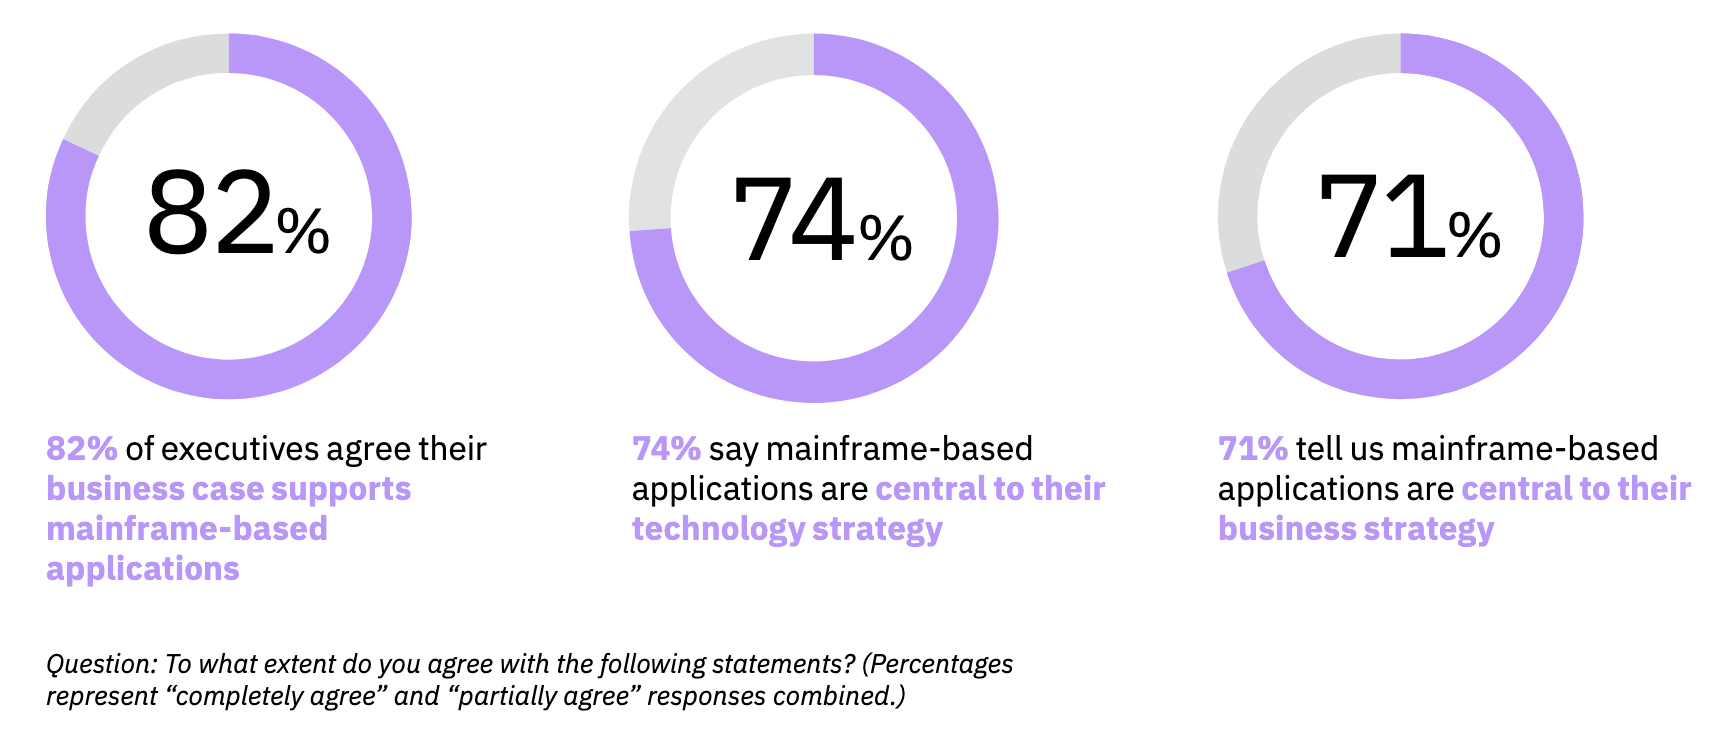 82%
74%
71%
82% of executives agree their
business case supports
mainframe-based
applications
74% say mainframe-based
applications are central to their
technology strategy
71% tell us mainframe-based
applications are central to their
business strategy
Question: To what extent do you agree with the following statements? (Percentages
represent “completely agree” and “partially agree” responses combined.)